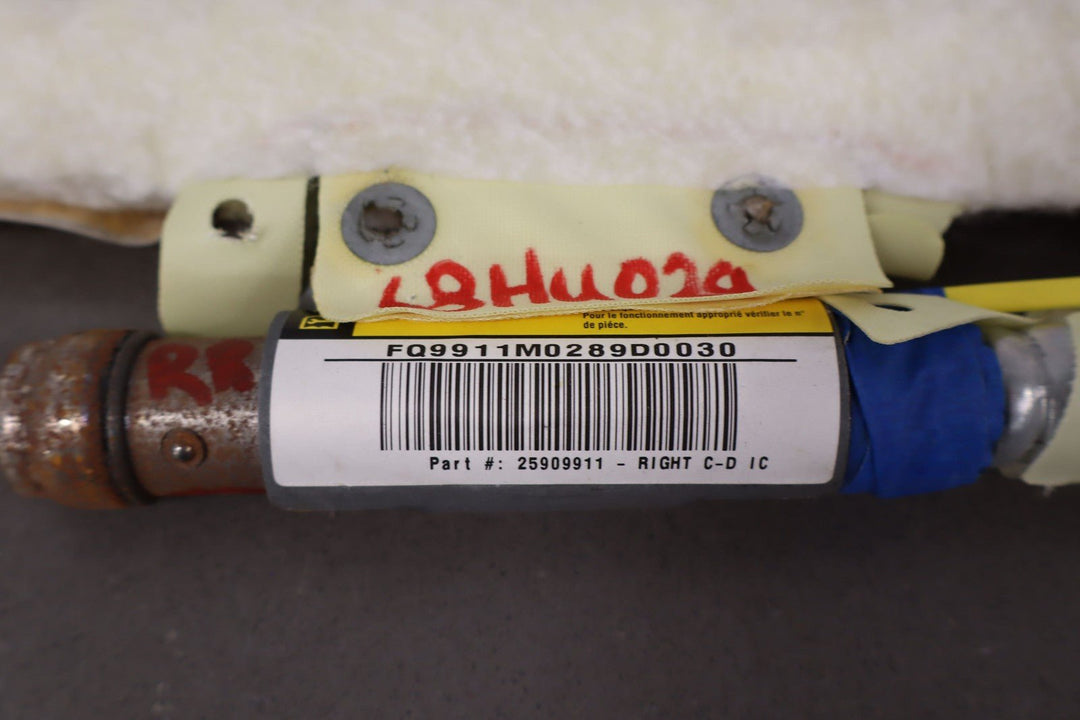 L8HU029
Pour le fonctionnement approprié vérifier le n°
de pièce.
RR
FQ9911M0289D0030
Part #: 25909911 - RIGHT C-D IC